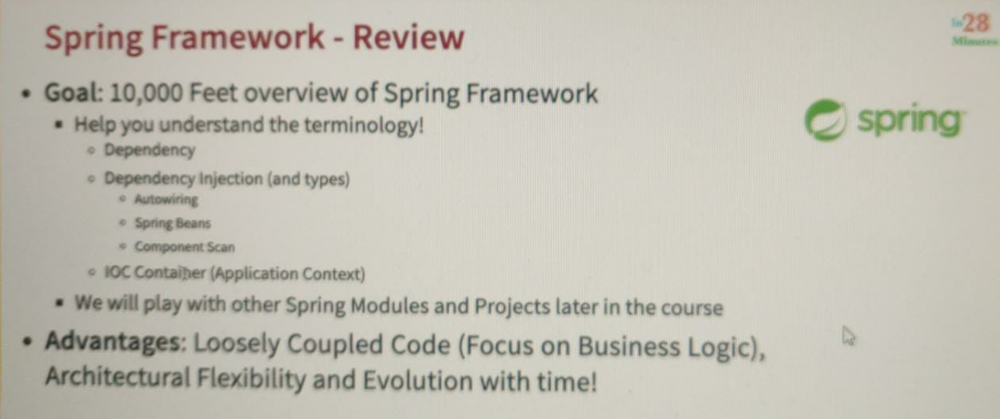 Spring Framework - Review
In 28
Minutes
• Goal: 10,000 Feet overview of Spring Framework
spring
▪ Help you understand the terminology!
◦ Dependency
◦ Dependency Injection (and types)
◦ Autowiring
◦ Spring Beans
◦ Component Scan
◦ IOC Container (Application Context)
▪ We will play with other Spring Modules and Projects later in the course
• Advantages: Loosely Coupled Code (Focus on Business Logic),
Architectural Flexibility and Evolution with time!